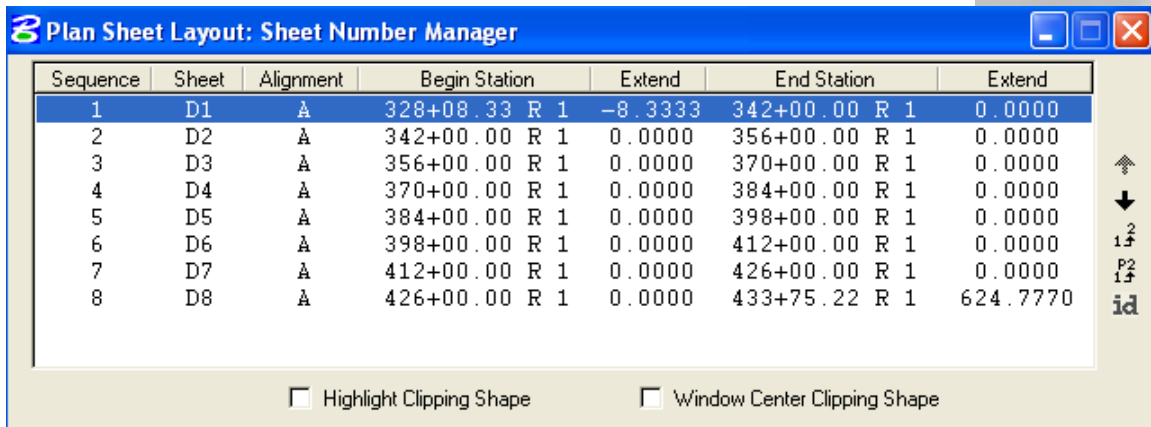 Plan Sheet Layout: Sheet Number Manager
Sequence Sheet Alignment Begin Station Extend End Station Extend
1 D1 A 328+08.33 R 1 -8.3333 342+00.00 R 1 0.0000
2 D2 A 342+00.00 R 1 0.0000 356+00.00 R 1 0.0000
3 D3 A 356+00.00 R 1 0.0000 370+00.00 R 1 0.0000
4 D4 A 370+00.00 R 1 0.0000 384+00.00 R 1 0.0000
5 D5 A 384+00.00 R 1 0.0000 398+00.00 R 1 0.0000
6 D6 A 398+00.00 R 1 0.0000 412+00.00 R 1 0.0000
7 D7 A 412+00.00 R 1 0.0000 426+00.00 R 1 0.0000
8 D8 A 426+00.00 R 1 0.0000 433+75.22 R 1 624.7770
1 2
1 P2
id
Highlight Clipping Shape Window Center Clipping Shape